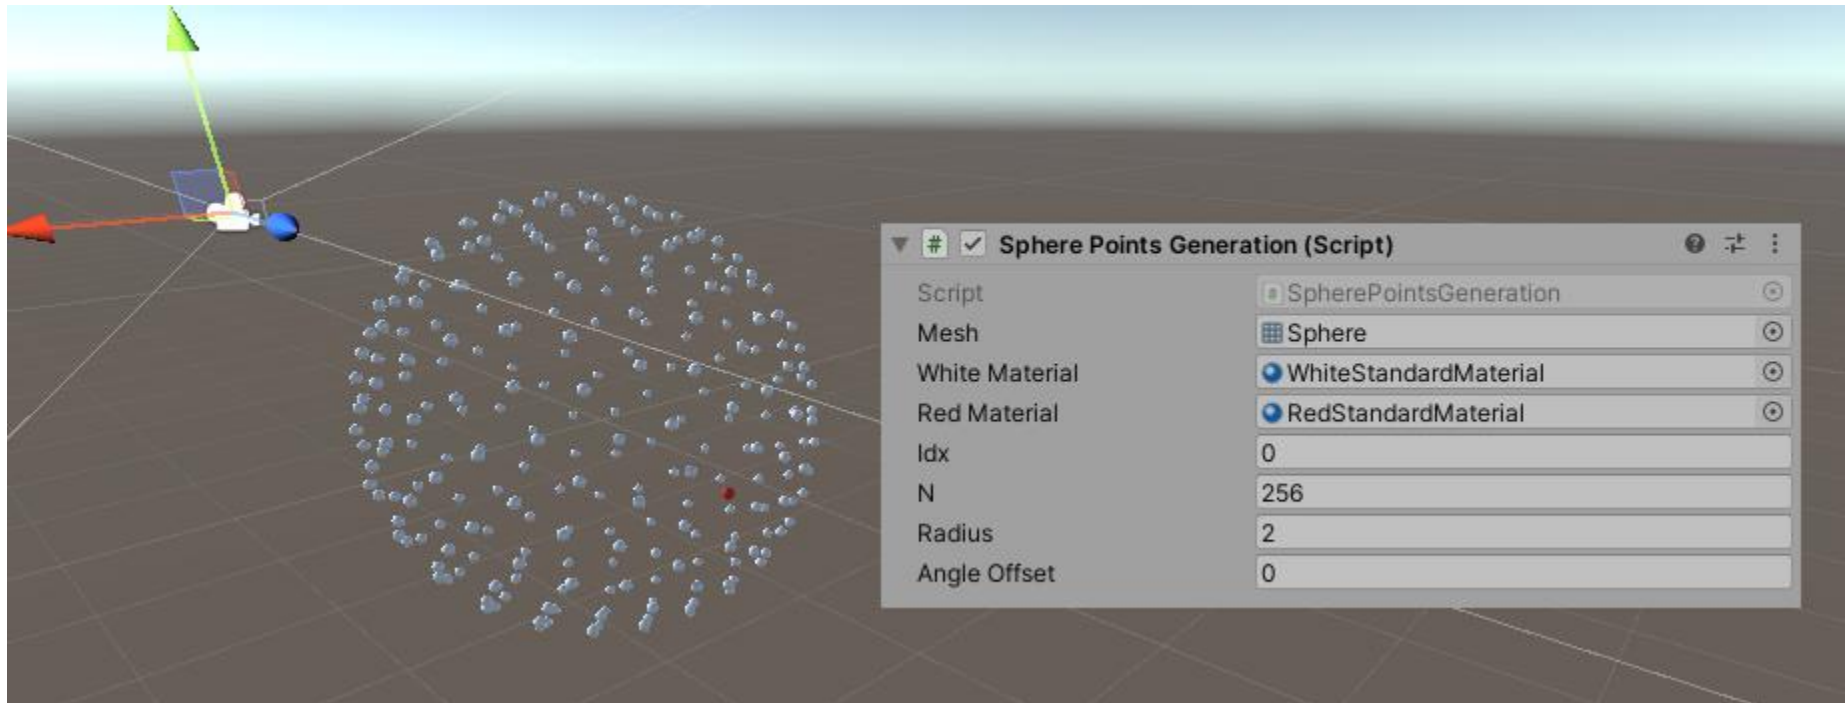 # Sphere Points Generation (Script)
Script # SpherePointsGeneration
Mesh Sphere
White Material WhiteStandardMaterial
Red Material RedStandardMaterial
Idx 0
N 256
Radius 2
Angle Offset 0